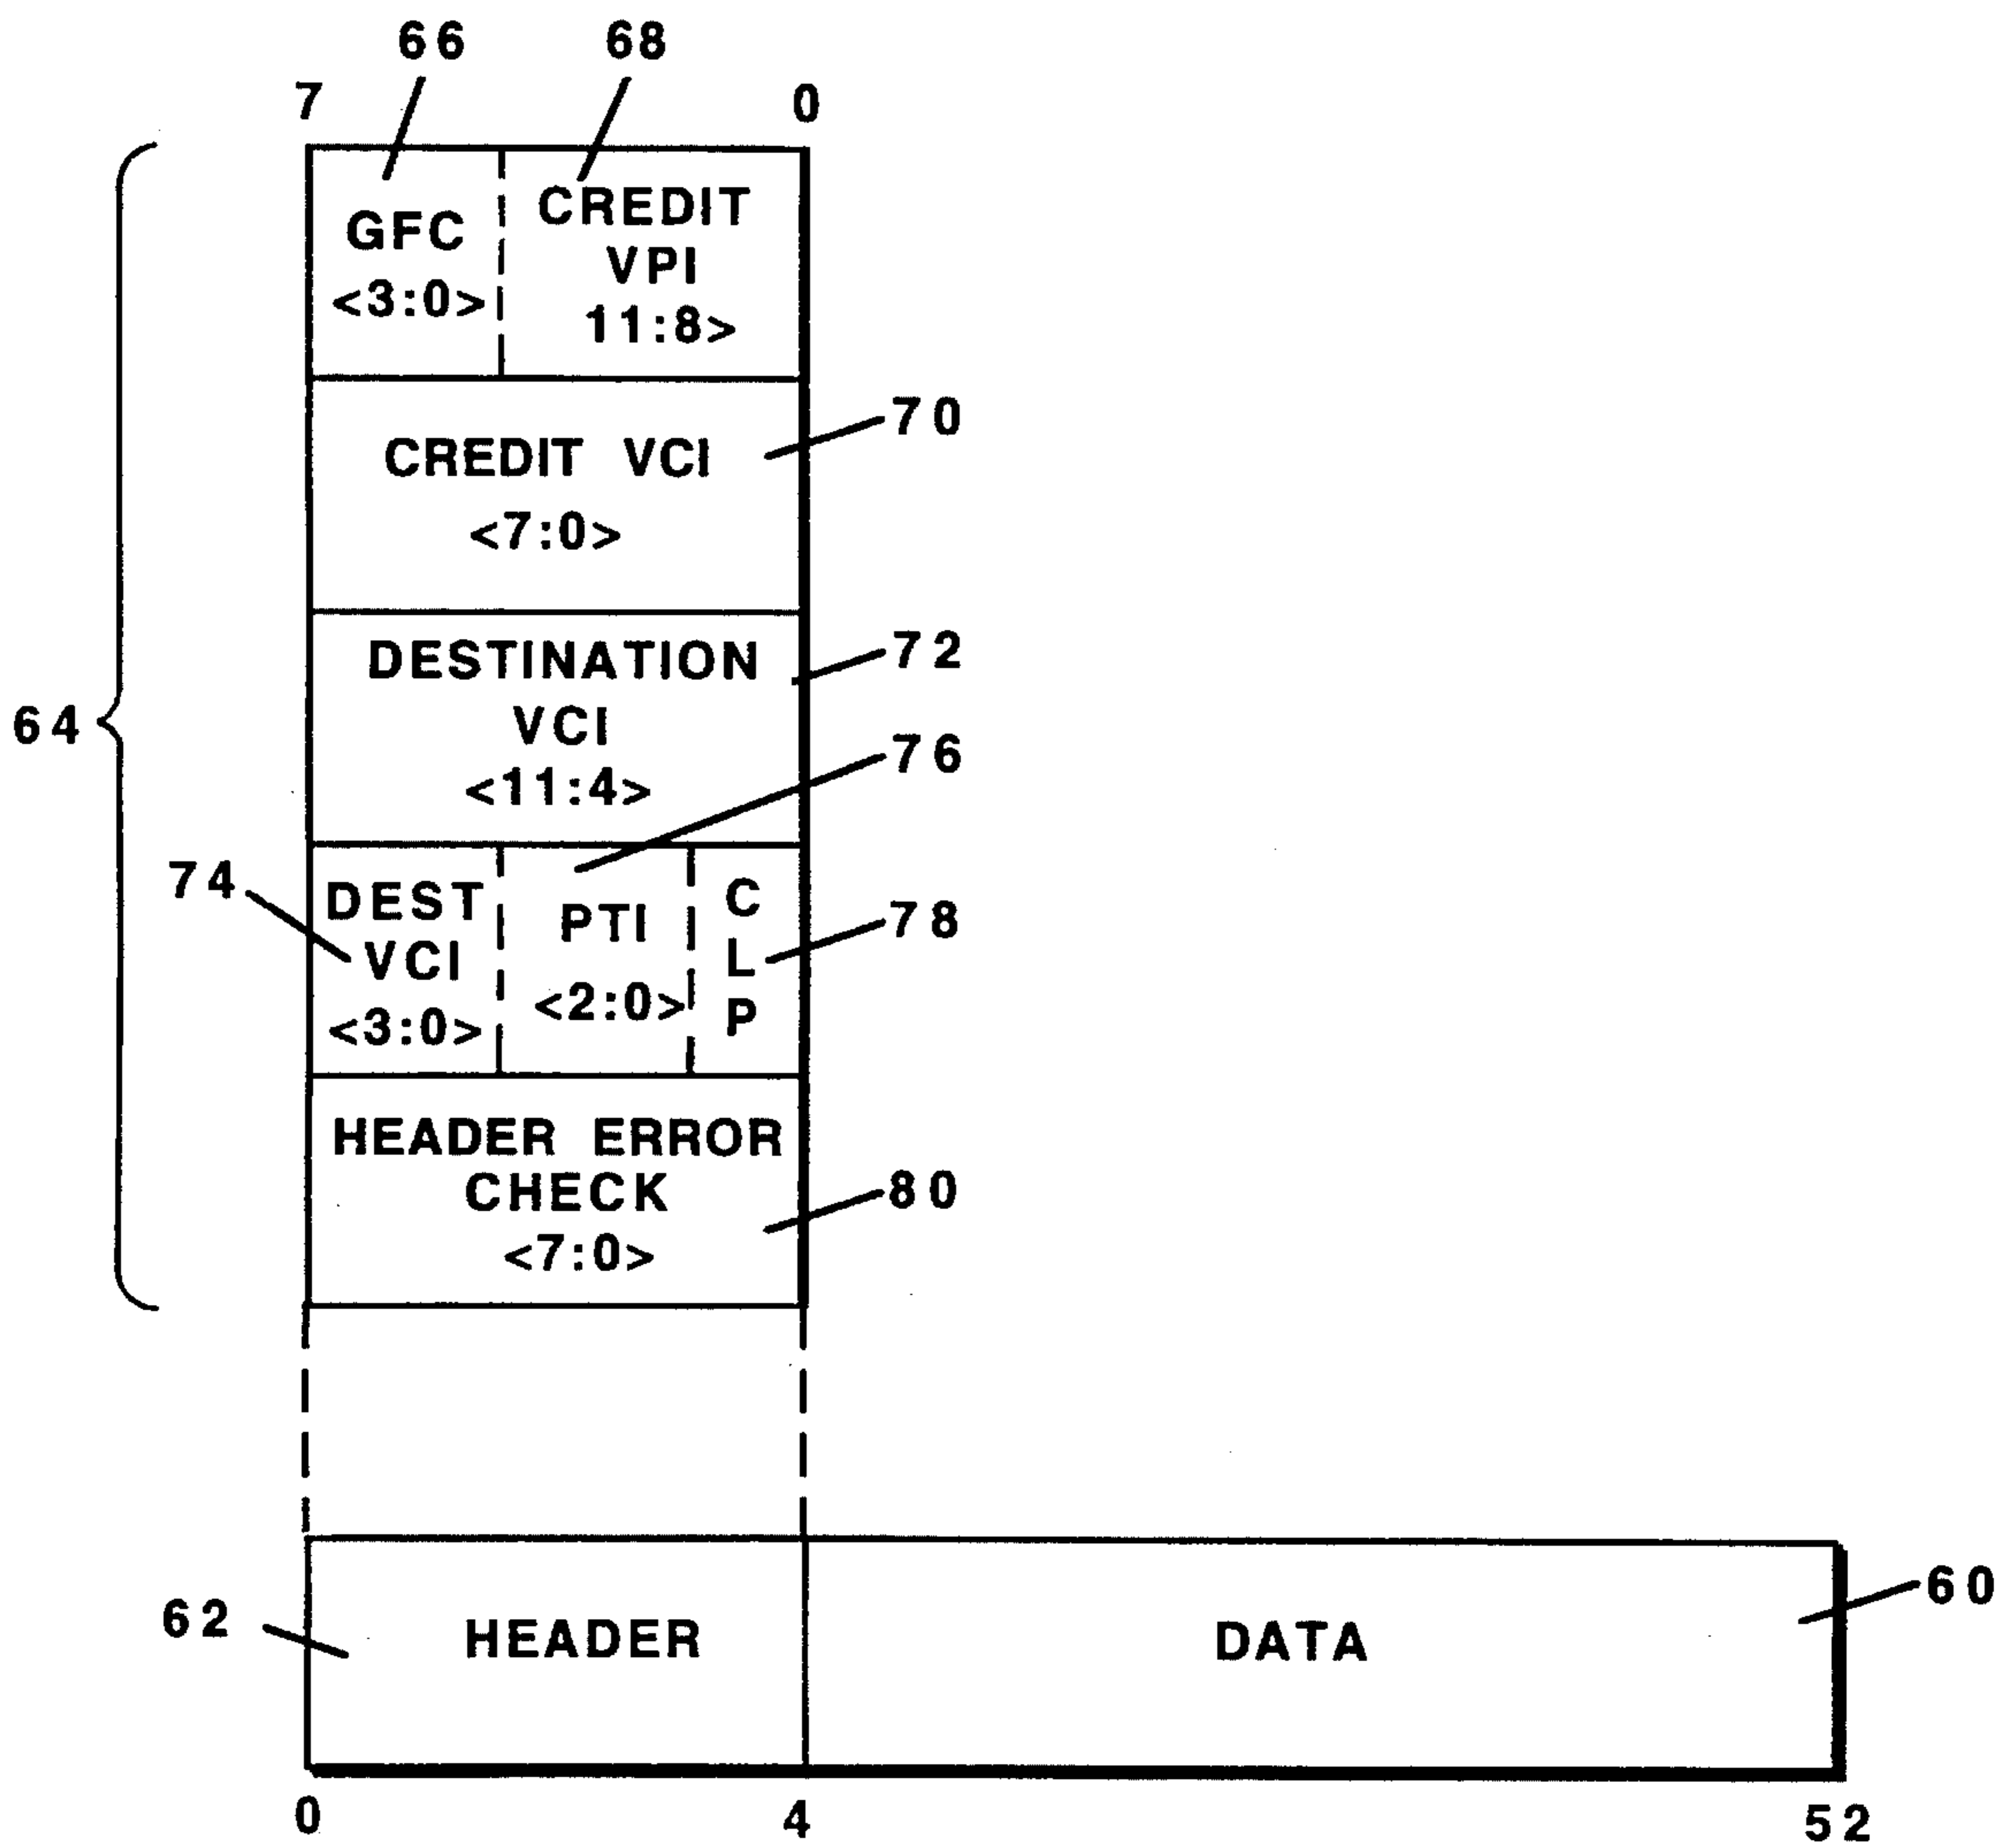 66 68
7 0
GFC
<3:0>
CREDIT
VPI
11:8>
CREDIT VCI
<7:0>
70
DESTINATION
VCI
<11:4>
72
76
64
74
DEST
VCI
<3:0>
PTI
<2:0>
C
L
P
78
HEADER ERROR
CHECK
<7:0>
80
62
HEADER
DATA
60
0 4 52